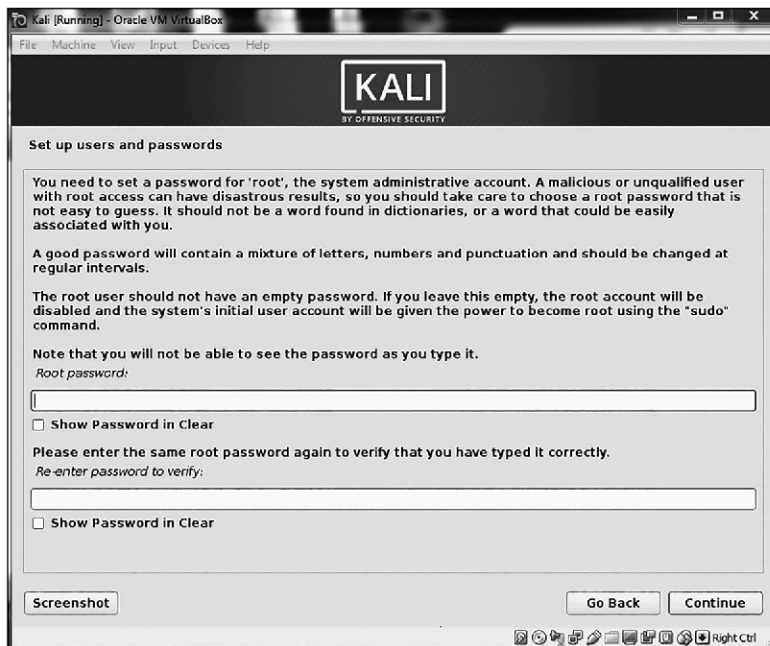 Kali [Running] - Oracle VM VirtualBox
File Machine View Input Devices Help
KALI
BY OFFENSIVE SECURITY
Set up users and passwords
You need to set a password for 'root', the system administrative account. A malicious or unqualified user
with root access can have disastrous results, so you should take care to choose a root password that is
not easy to guess. It should not be a word found in dictionaries, or a word that could be easily
associated with you.
A good password will contain a mixture of letters, numbers and punctuation and should be changed at
regular intervals.
The root user should not have an empty password. If you leave this empty, the root account will be
disabled and the system's initial user account will be given the power to become root using the "sudo"
command.
Note that you will not be able to see the password as you type it.
Root password:
Show Password in Clear
Please enter the same root password again to verify that you have typed it correctly.
Re-enter password to verify:
Show Password in Clear
Screenshot
Go Back
Continue
Right Ctrl